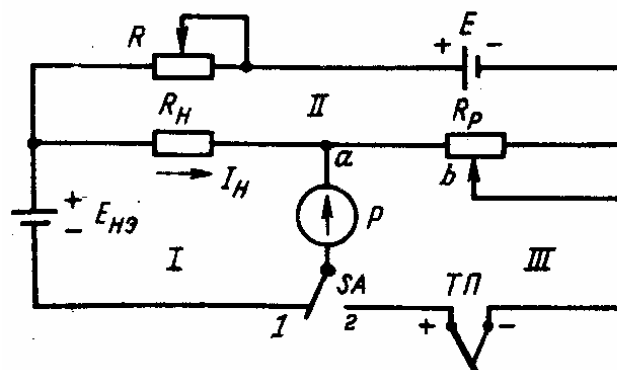 R
E
+ -
R_H
II
R_P
a
b
I_H
+
-
E_НЭ
P
I
SA
III
ТП
1
2
+ -